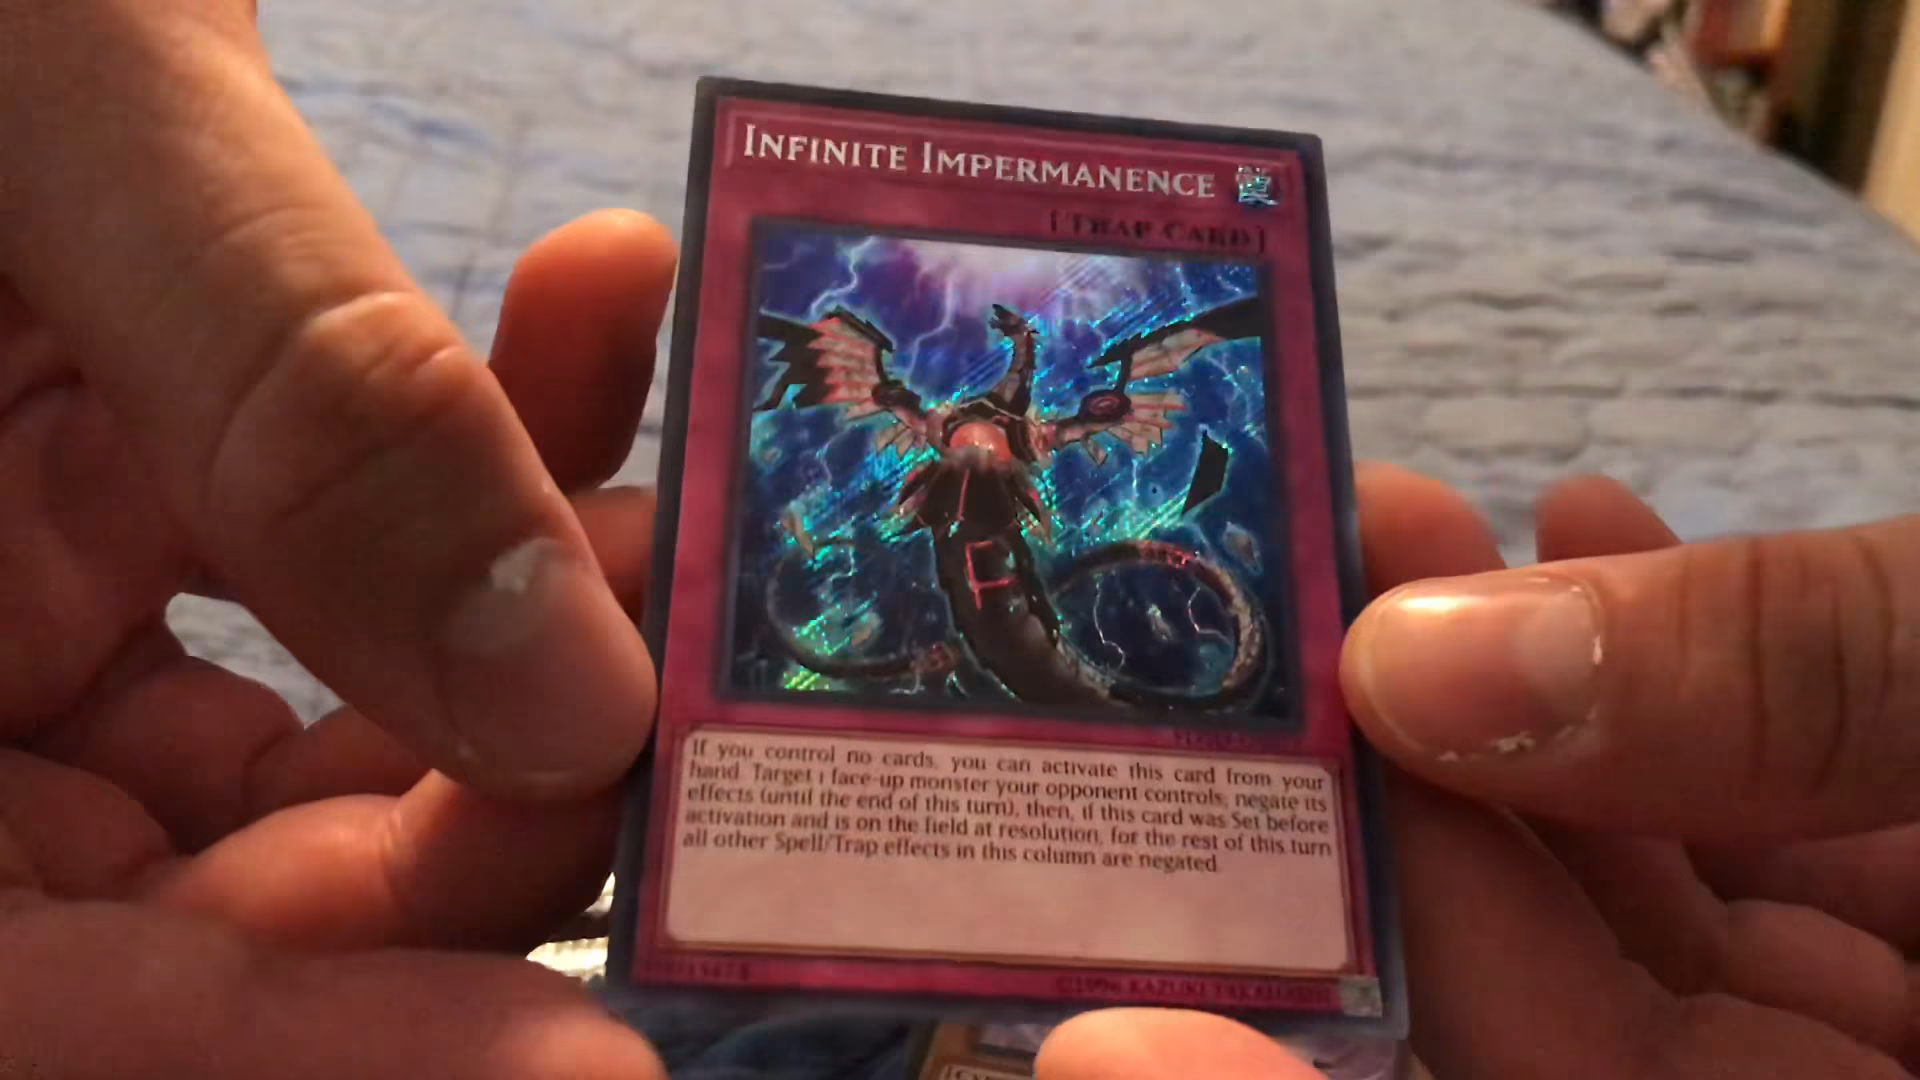 INFINITE IMPERMANENCE
[TRAP CARD]
If you control no cards, you can activate this card from your
hand. Target 1 face-up monster your opponent controls; negate its
effects (until the end of this turn), then, if this card was Set before
activation and is on the field at resolution, for the rest of this turn
all other Spell/Trap effects in this column are negated.
©1996 KAZUKI TAKAHASHI